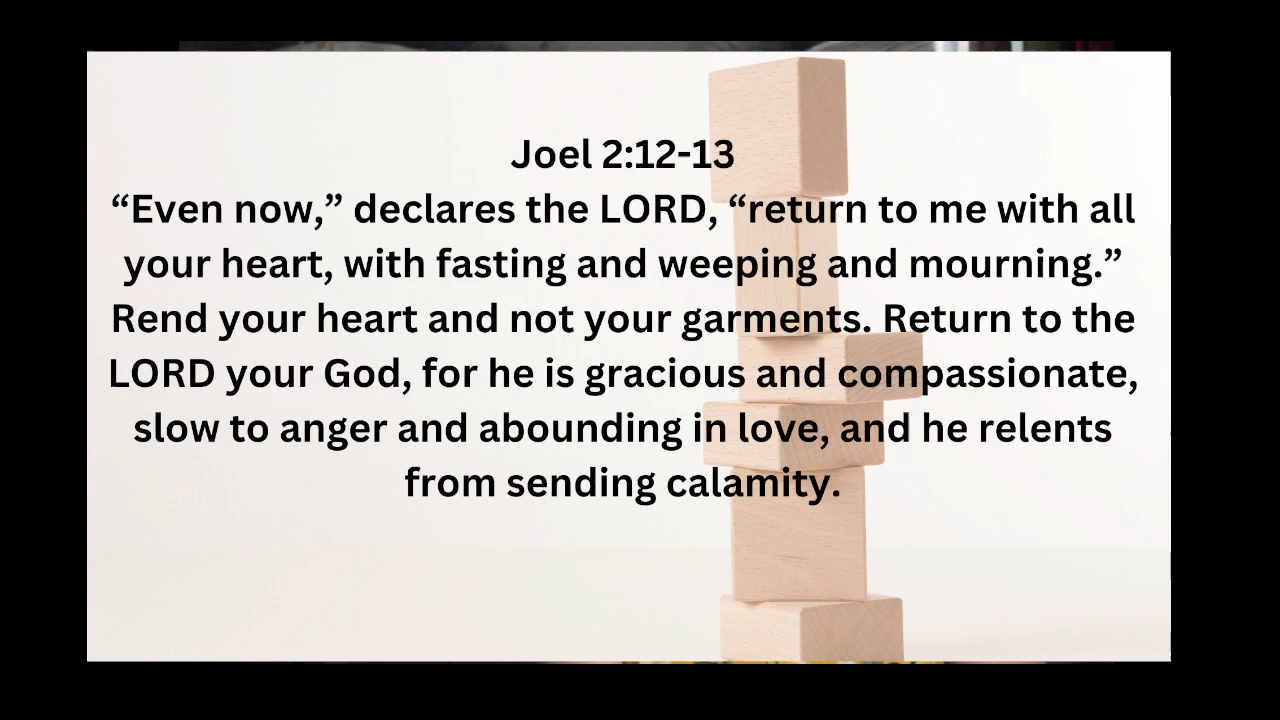 Joel 2:12-13
“Even now,” declares the LORD, “return to me with all
your heart, with fasting and weeping and mourning.”
Rend your heart and not your garments. Return to the
LORD your God, for he is gracious and compassionate,
slow to anger and abounding in love, and he relents
from sending calamity.